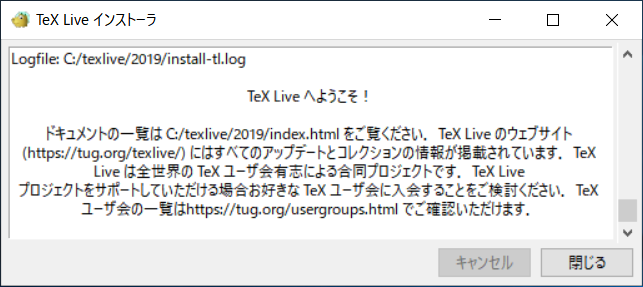 TeX Live インストーラ
Logfile: C:/texlive/2019/install-tl.log
TeX Live へようこそ！
ドキュメントの一覧は C:/texlive/2019/index.html をご覧ください． TeX Live のウェブサイト
(https://tug.org/texlive/) にはすべてのアップデートとコレクションの情報が掲載されています． TeX
Live は全世界の TeX ユーザ会有志による合同プロジェクトです． TeX Live
プロジェクトをサポートしていただける場合お好きな TeX ユーザ会に入会することをご検討ください． TeX
ユーザ会の一覧はhttps://tug.org/usergroups.html でご確認いただけます．
キャンセル
閉じる